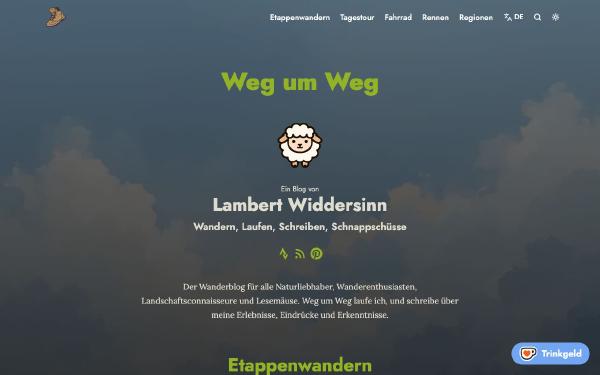 Etappenwandern Tagestour Fahrrad Rennen Regionen DE
Weg um Weg
Ein Blog von
Lambert Widdersinn
Wandern, Laufen, Schreiben, Schnappschüsse
Der Wanderblog für alle Naturliebhaber, Wanderenthusiasten,
Landschaftsconnaisseure und Lesemäuse. Weg um Weg laufe ich, und schreibe über
meine Erlebnisse, Eindrücke und Erkenntnisse.
Etappenwandern
Trinkgeld